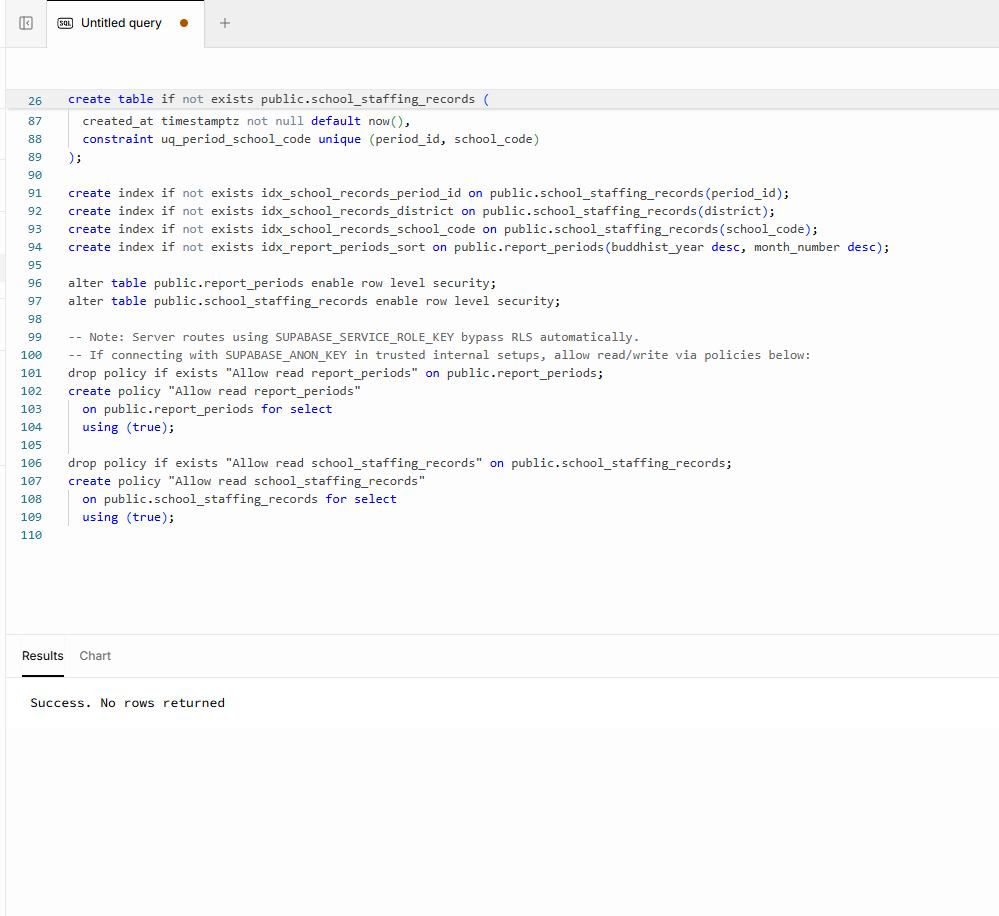 SQL Untitled query
26 create table if not exists public.school_staffing_records (
87 created_at timestamptz not null default now(),
88 constraint uq_period_school_code unique (period_id, school_code)
89 );
90
91 create index if not exists idx_school_records_period_id on public.school_staffing_records(period_id);
92 create index if not exists idx_school_records_district on public.school_staffing_records(district);
93 create index if not exists idx_school_records_school_code on public.school_staffing_records(school_code);
94 create index if not exists idx_report_periods_sort on public.report_periods(buddhist_year desc, month_number desc);
95
96 alter table public.report_periods enable row level security;
97 alter table public.school_staffing_records enable row level security;
98
99 -- Note: Server routes using SUPABASE_SERVICE_ROLE_KEY bypass RLS automatically.
100 -- If connecting with SUPABASE_ANON_KEY in trusted internal setups, allow read/write via policies below:
101 drop policy if exists "Allow read report_periods" on public.report_periods;
102 create policy "Allow read report_periods"
103 on public.report_periods for select
104 using (true);
105
106 drop policy if exists "Allow read school_staffing_records" on public.school_staffing_records;
107 create policy "Allow read school_staffing_records"
108 on public.school_staffing_records for select
109 using (true);
110
Results Chart
Success. No rows returned